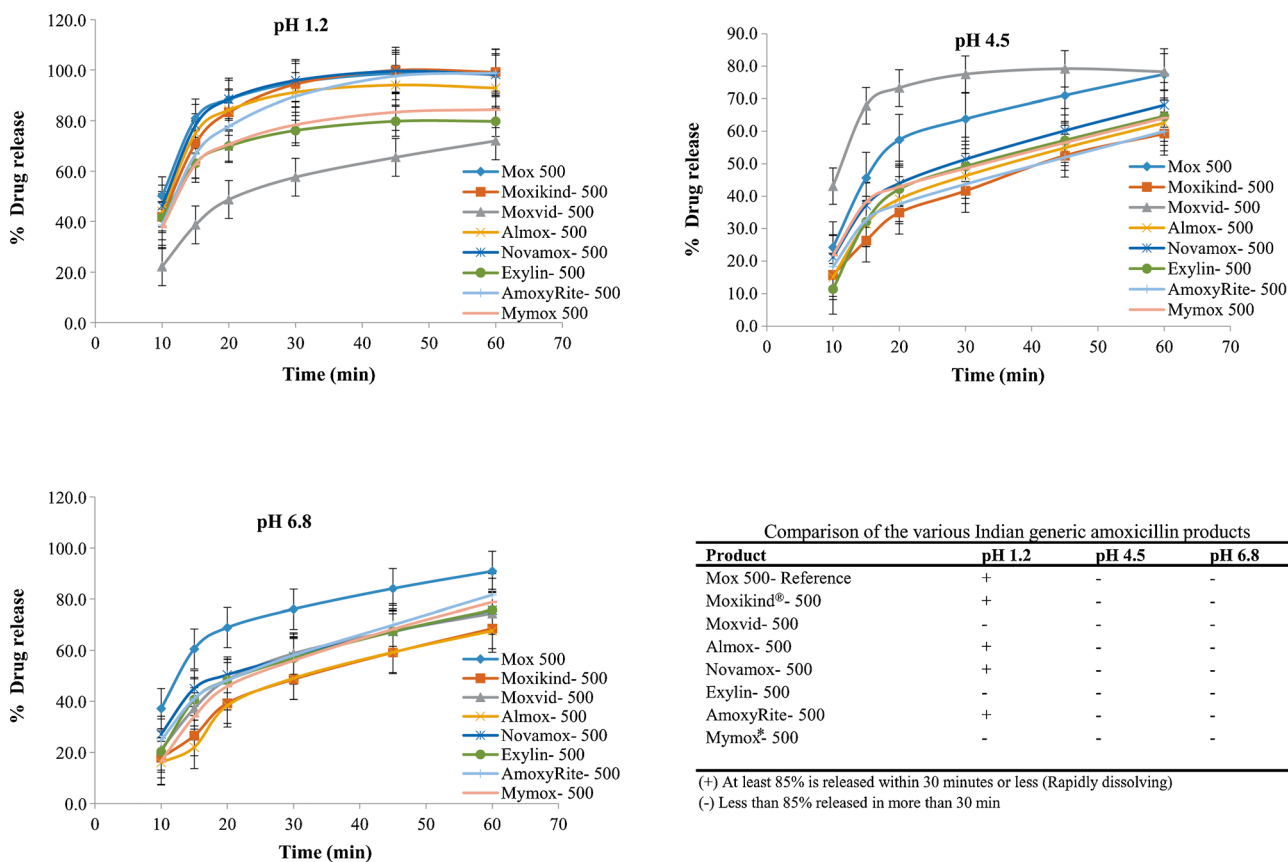 pH 1.2
% Drug release
120.0
100.0
80.0
60.0
40.0
20.0
0.0
0 10 20 30 40 50 60 70
Time (min)
Mox 500
Moxikind- 500
Moxvid- 500
Almox- 500
Novamox- 500
Exylin- 500
AmoxyRite- 500
Mymox 500
pH 4.5
% Drug release
90.0
80.0
70.0
60.0
50.0
40.0
30.0
20.0
10.0
0.0
0 10 20 30 40 50 60 70
Time (min)
Mox 500
Moxikind- 500
Moxvid- 500
Almox- 500
Novamox- 500
Exylin- 500
AmoxyRite- 500
Mymox 500
pH 6.8
% Drug release
120.0
100.0
80.0
60.0
40.0
20.0
0.0
0 10 20 30 40 50 60 70
Time (min)
Mox 500
Moxikind- 500
Moxvid- 500
Almox- 500
Novamox- 500
Exylin- 500
AmoxyRite- 500
Mymox- 500
Comparison of the various Indian generic amoxicillin products
Product pH 1.2 pH 4.5 pH 6.8
Mox 500- Reference + - -
Moxikind®- 500 + - -
Moxvid- 500 - - -
Almox- 500 + - -
Novamox- 500 + - -
Exylin- 500 - - -
AmoxyRite- 500 + - -
Mymox*- 500 - - -
(+) At least 85% is released within 30 minutes or less (Rapidly dissolving)
(-) Less than 85% released in more than 30 min